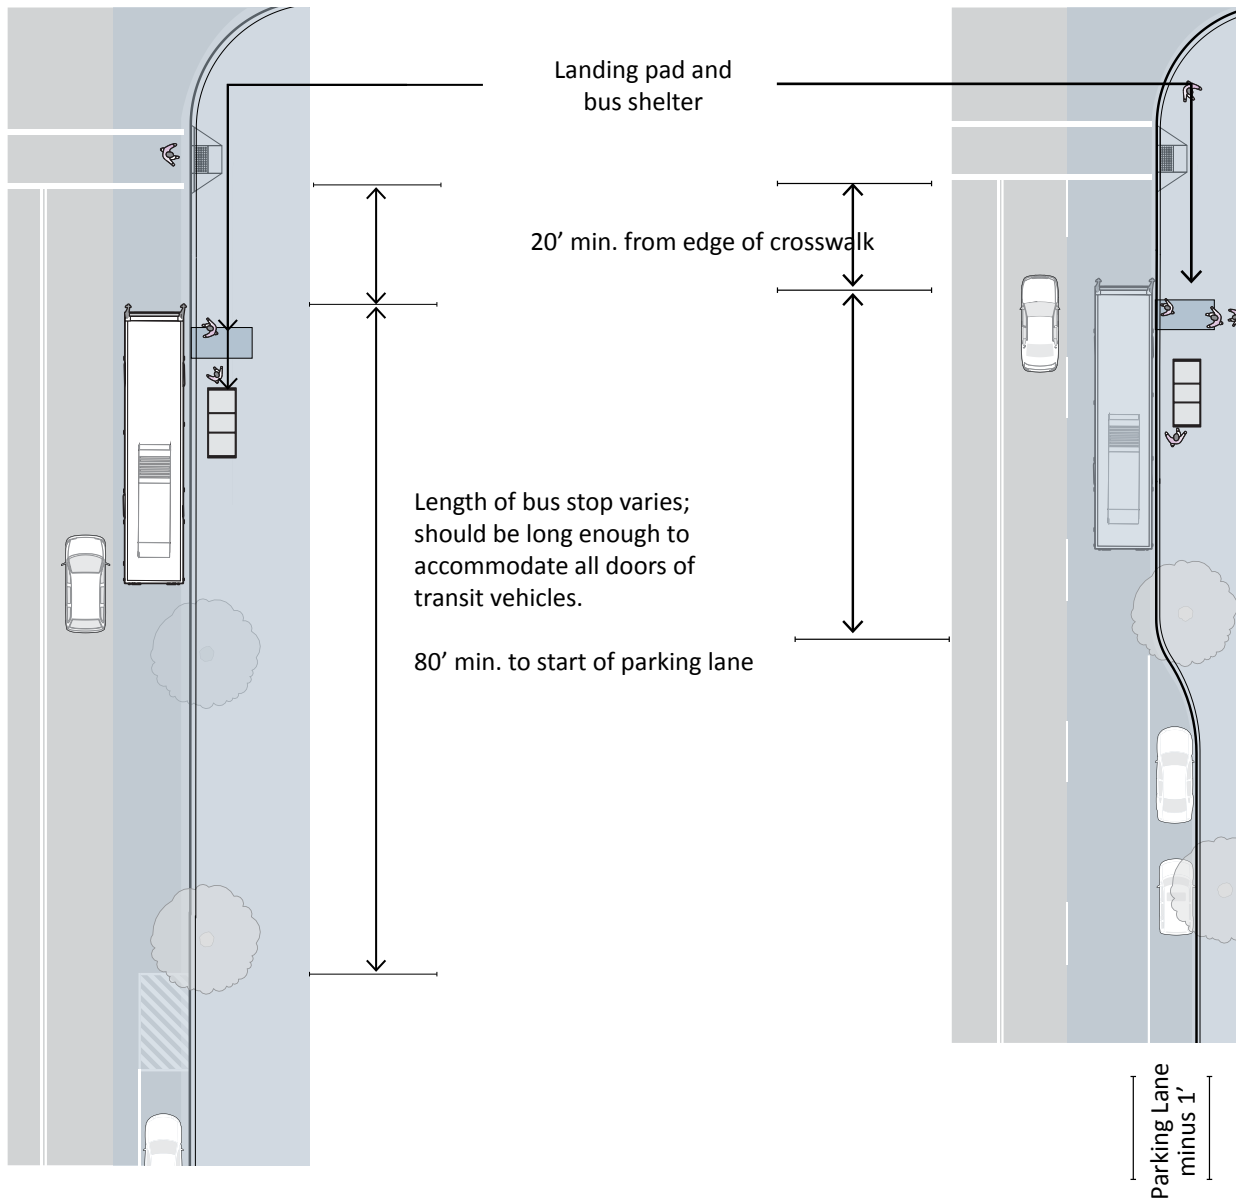 Landing pad and
bus shelter
20’ min. from edge of crosswalk
Length of bus stop varies;
should be long enough to
accommodate all doors of
transit vehicles.
80’ min. to start of parking lane
Parking Lane
minus 1’